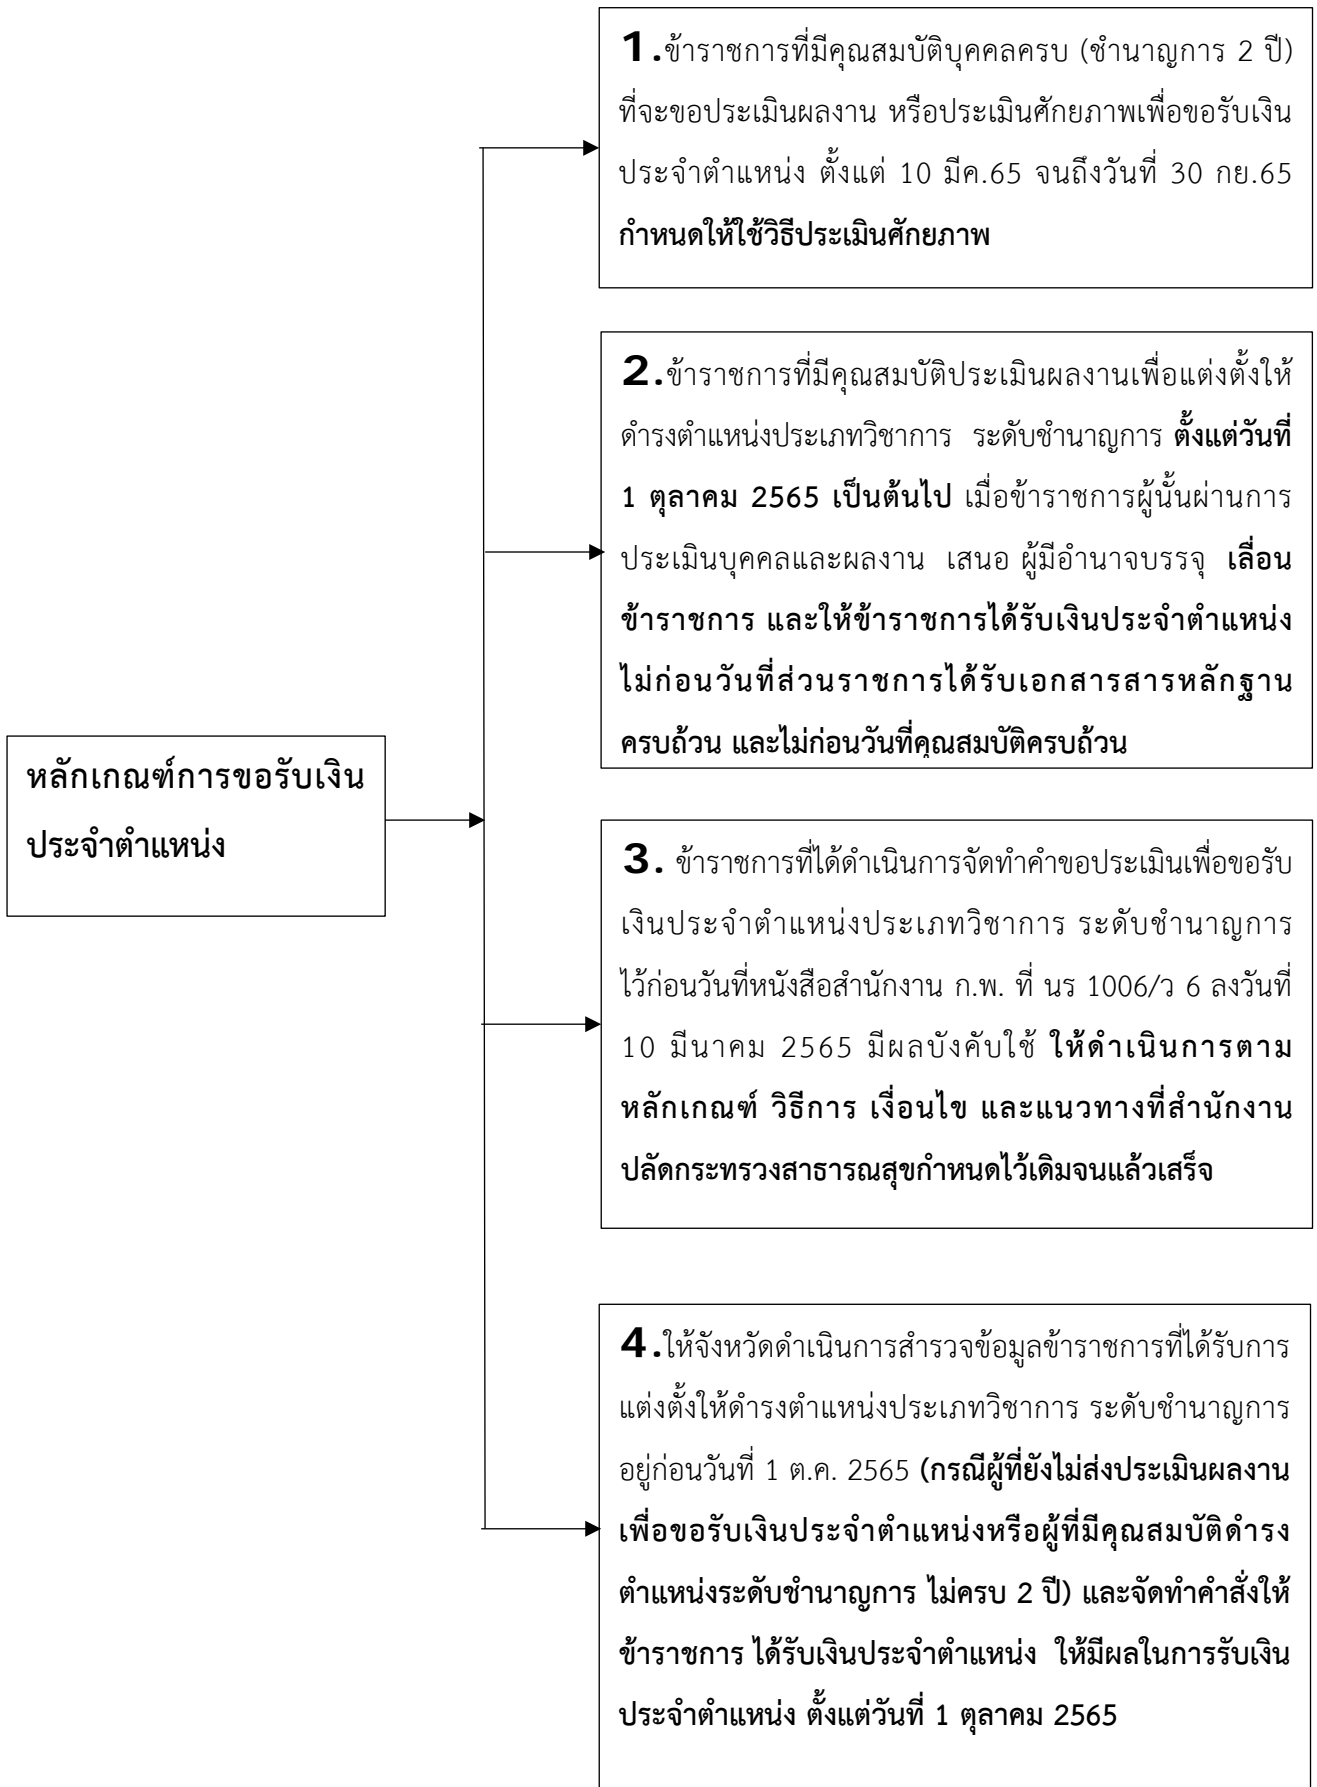 1.ข้าราชการที่มีคุณสมบัติบุคคลครบ (ชำนาญการ 2 ปี)
ที่จะขอประเมินผลงาน หรือประเมินศักยภาพเพื่อขอรับเงิน
ประจำตำแหน่ง ตั้งแต่ 10 มีค.65 จนถึงวันที่ 30 กย.65
กำหนดให้ใช้วิธีประเมินศักยภาพ
2.ข้าราชการที่มีคุณสมบัติประเมินผลงานเพื่อแต่งตั้งให้
ดำรงตำแหน่งประเภทวิชาการ ระดับชำนาญการ ตั้งแต่วันที่
1 ตุลาคม 2565 เป็นต้นไป เมื่อข้าราชการผู้นั้นผ่านการ
ประเมินบุคคลและผลงาน เสนอ ผู้มีอำนาจบรรจุ เลื่อน
ข้าราชการ และให้ข้าราชการได้รับเงินประจำตำแหน่ง
ไม่ก่อนวันที่ส่วนราชการได้รับเอกสารสารหลักฐาน
ครบถ้วน และไม่ก่อนวันที่คุณสมบัติครบถ้วน
หลักเกณฑ์การขอรับเงิน
ประจำตำแหน่ง
3. ข้าราชการที่ได้ดำเนินการจัดทำคำขอประเมินเพื่อขอรับ
เงินประจำตำแหน่งประเภทวิชาการ ระดับชำนาญการ
ไว้ก่อนวันที่หนังสือสำนักงาน ก.พ. ที่ นร 1006/ว 6 ลงวันที่
10 มีนาคม 2565 มีผลบังคับใช้ ให้ดำเนินการตาม
หลักเกณฑ์ วิธีการ เงื่อนไข และแนวทางที่สำนักงาน
ปลัดกระทรวงสาธารณสุขกำหนดไว้เดิมจนแล้วเสร็จ
4.ให้จังหวัดดำเนินการสำรวจข้อมูลข้าราชการที่ได้รับการ
แต่งตั้งให้ดำรงตำแหน่งประเภทวิชาการ ระดับชำนาญการ
อยู่ก่อนวันที่ 1 ต.ค. 2565 (กรณีผู้ที่ยังไม่ส่งประเมินผลงาน
เพื่อขอรับเงินประจำตำแหน่งหรือผู้ที่มีคุณสมบัติดำรง
ตำแหน่งระดับชำนาญการ ไม่ครบ 2 ปี) และจัดทำคำสั่งให้
ข้าราชการ ได้รับเงินประจำตำแหน่ง ให้มีผลในการรับเงิน
ประจำตำแหน่ง ตั้งแต่วันที่ 1 ตุลาคม 2565